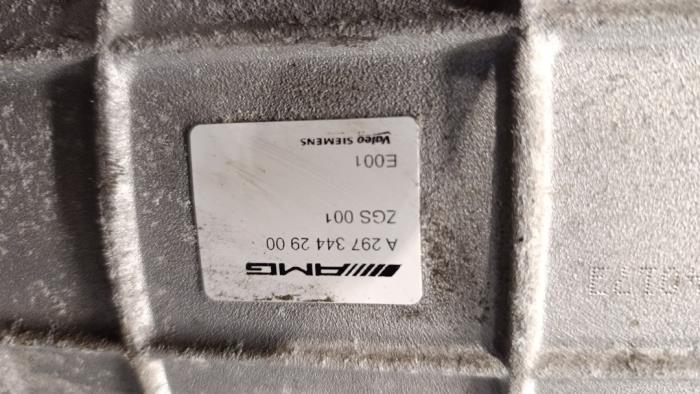 AMG
A 297 344 29 00
ZGS 001
E001
Valeo SIEMENS